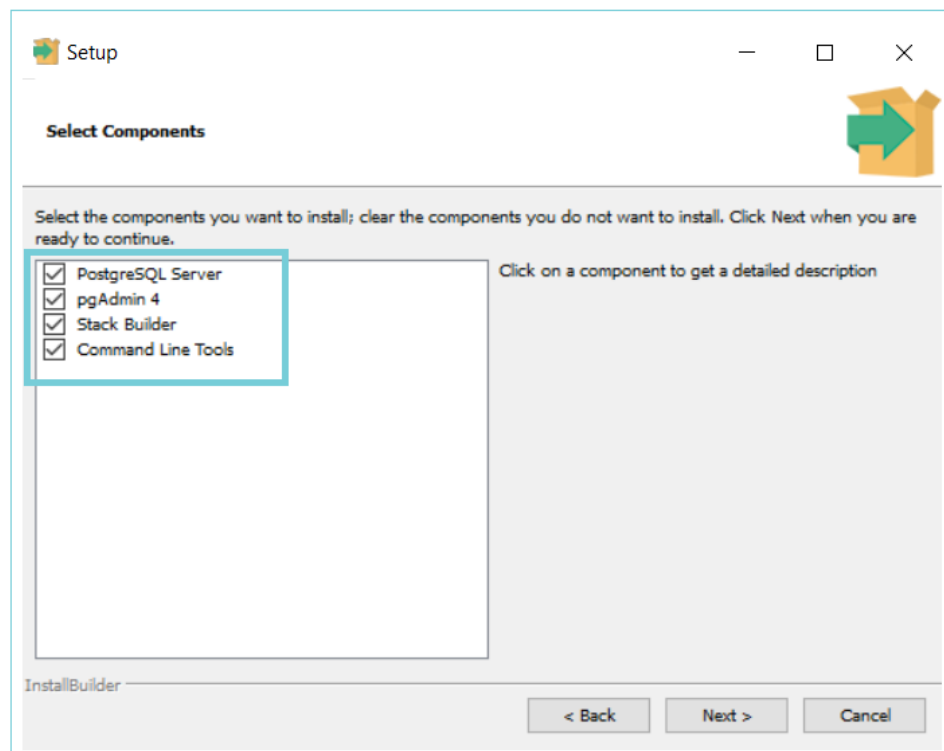 Setup
Select Components
Select the components you want to install; clear the components you do not want to install. Click Next when you are
ready to continue.
PostgreSQL Server
pgAdmin 4
Stack Builder
Command Line Tools
Click on a component to get a detailed description
InstallBuilder
< Back
Next >
Cancel